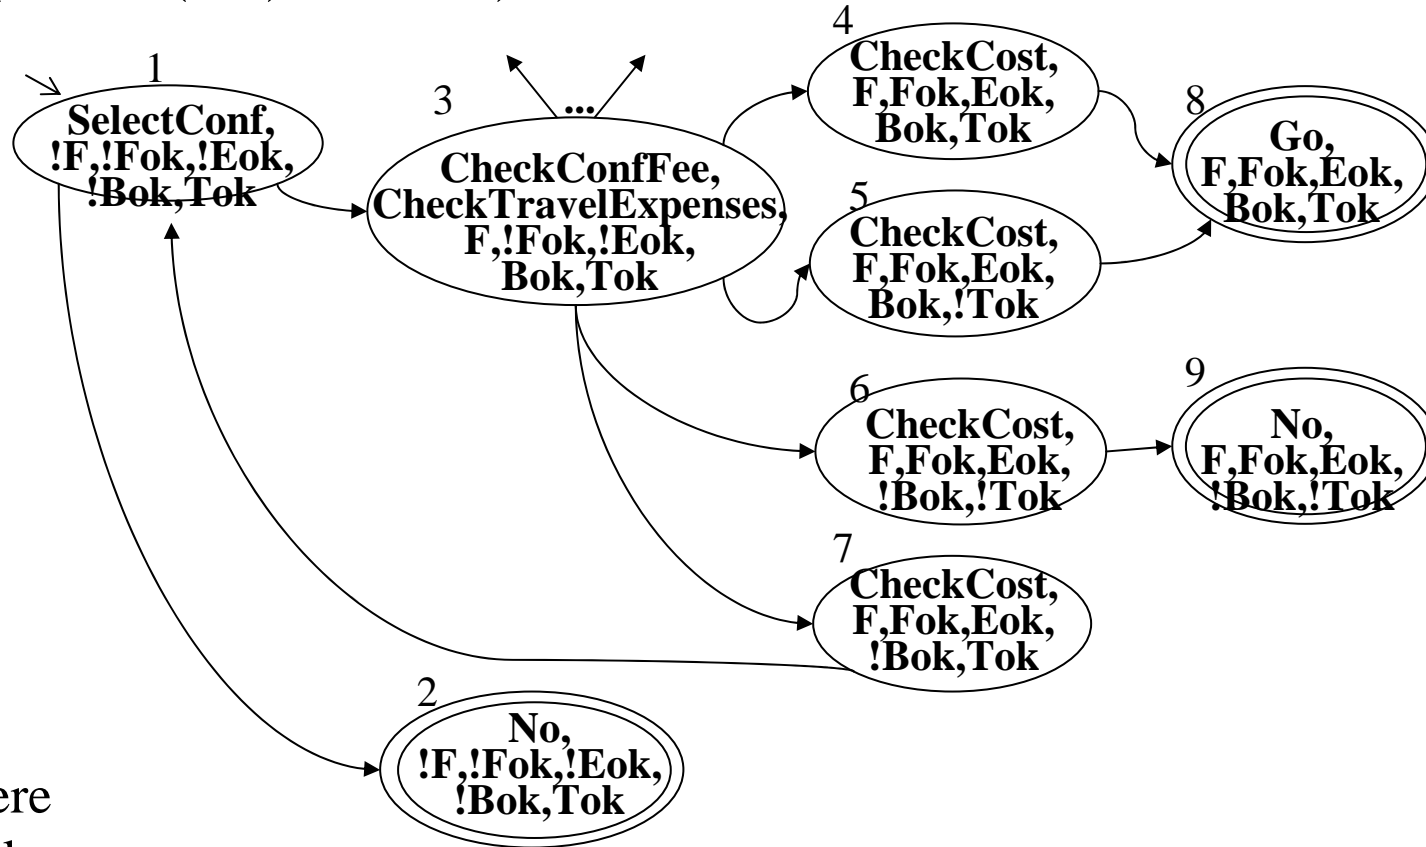 1
SelectConf,
!F,!Fok,!Eok,
!Bok,Tok
3
...
CheckConfFee,
CheckTravelExpenses,
F,!Fok,!Eok,
Bok,Tok
4
CheckCost,
F,Fok,Eok,
Bok,Tok
5
CheckCost,
F,Fok,Eok,
Bok,!Tok
8
Go,
F,Fok,Eok,
Bok,Tok
6
CheckCost,
F,Fok,Eok,
!Bok,!Tok
9
No,
F,Fok,Eok,
!Bok,!Tok
7
CheckCost,
F,Fok,Eok,
!Bok,Tok
2
No,
!F,!Fok,!Eok,
!Bok,Tok
ere